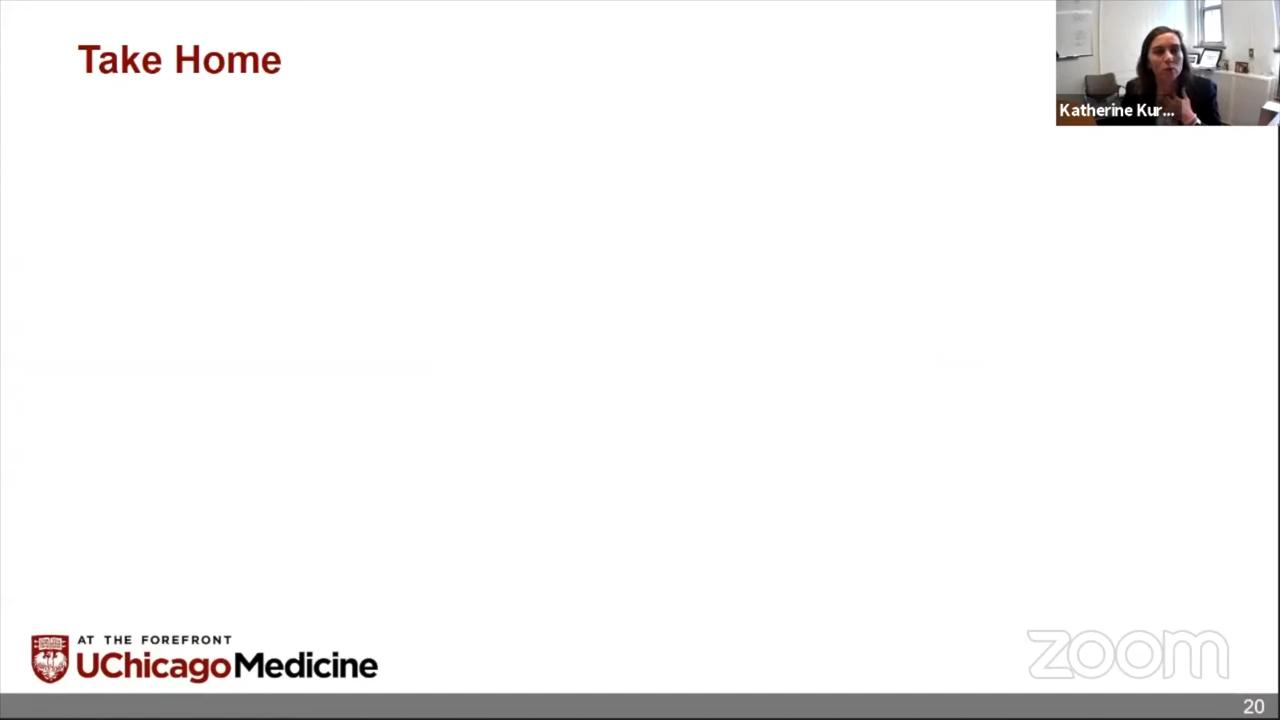 Take Home
Katherine Kur...
AT THE FOREFRONT
UChicagoMedicine
zoom
20